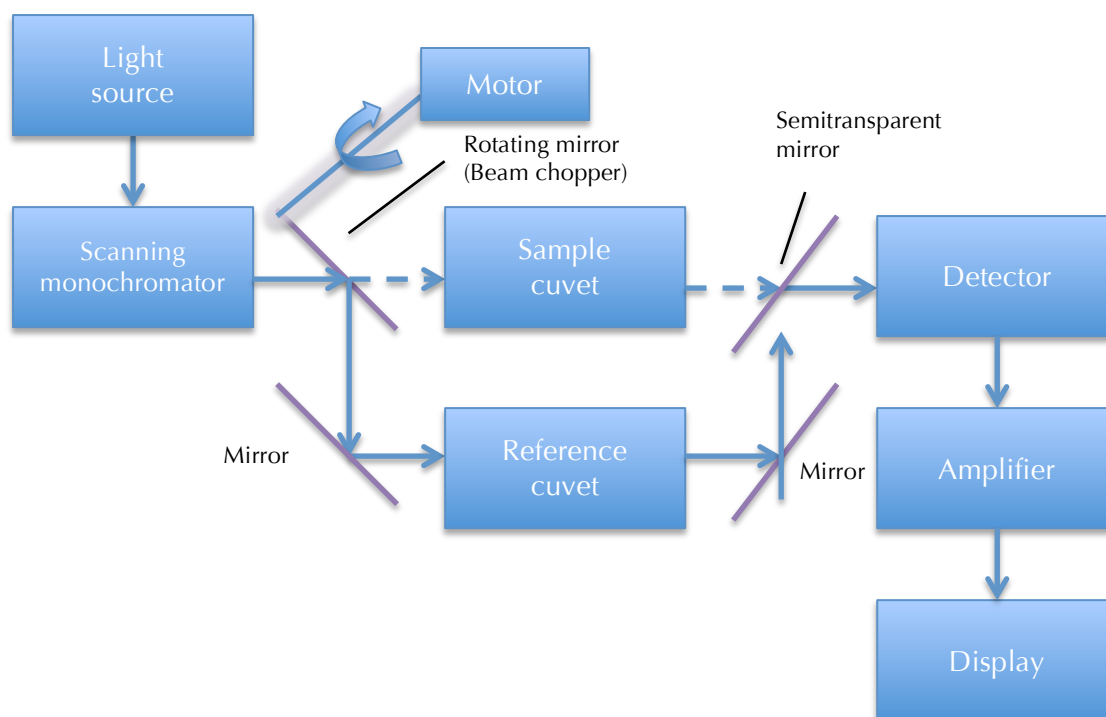 Light
source
Motor
Rotating mirror
(Beam chopper)
Semitransparent
mirror
Scanning
monochromator
Sample
cuvet
Detector
Mirror
Reference
cuvet
Mirror
Amplifier
Display